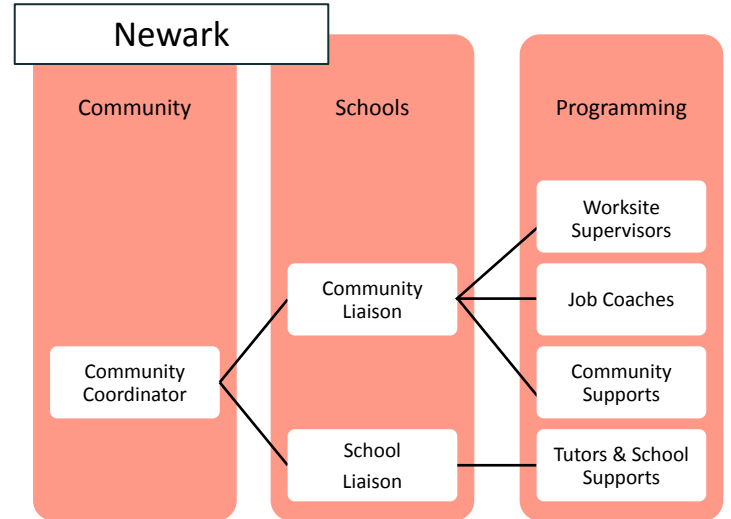 Newark
Community
Schools
Programming
Worksite
Supervisors
Community
Liaison
Job Coaches
Community
Coordinator
Community
Supports
School
Liaison
Tutors & School
Supports